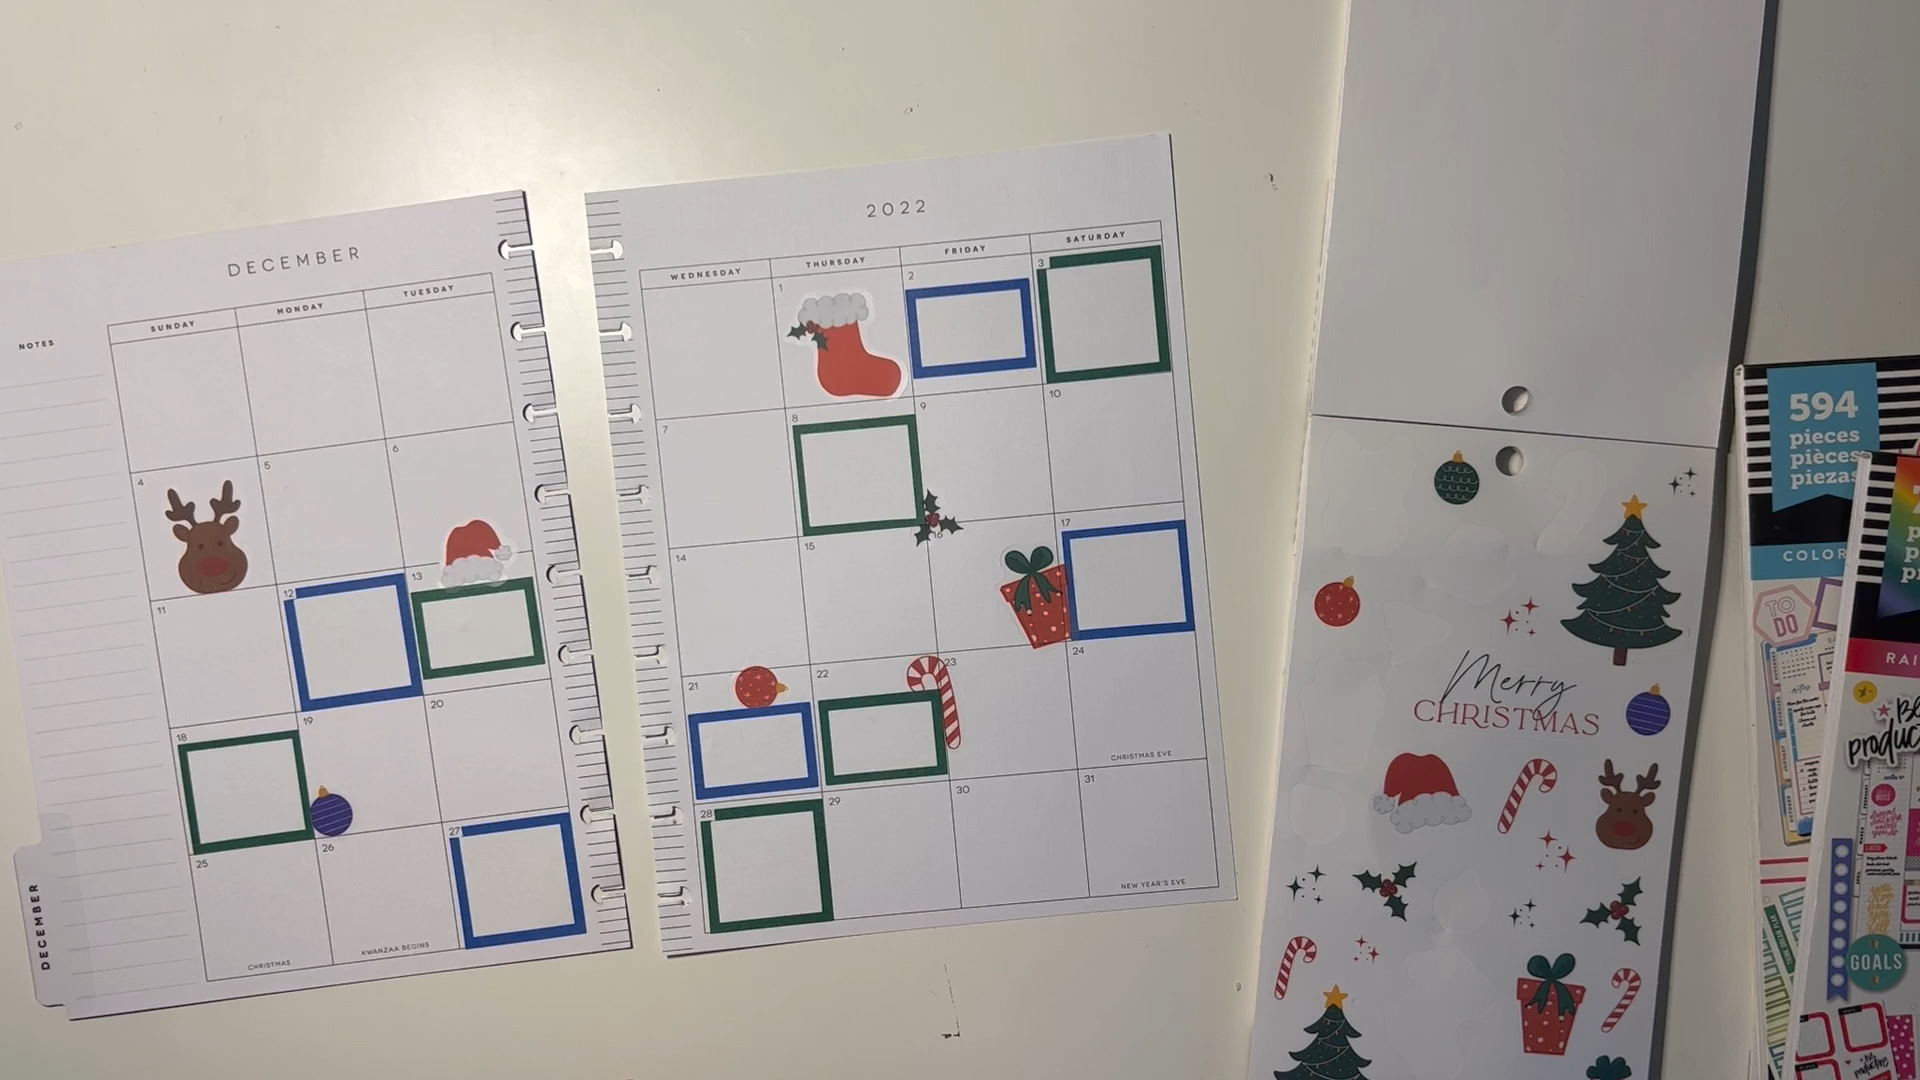 DECEMBER
NOTES
SUNDAY MONDAY TUESDAY
4 5 6
11 12 13
18 19 20
25 26 27
CHRISTMAS
KWANZAA BEGINS
DECEMBER
2022
WEDNESDAY THURSDAY FRIDAY SATURDAY
1 2 3
7 8 9 10
14 15 16 17
21 22 23 24
CHRISTMAS EVE
28 29 30 31
NEW YEAR'S EVE
Merry
CHRISTMAS
594
pieces
pièces
piezas
COLOR
TO
DO
RAI
Be
produc
GOALS